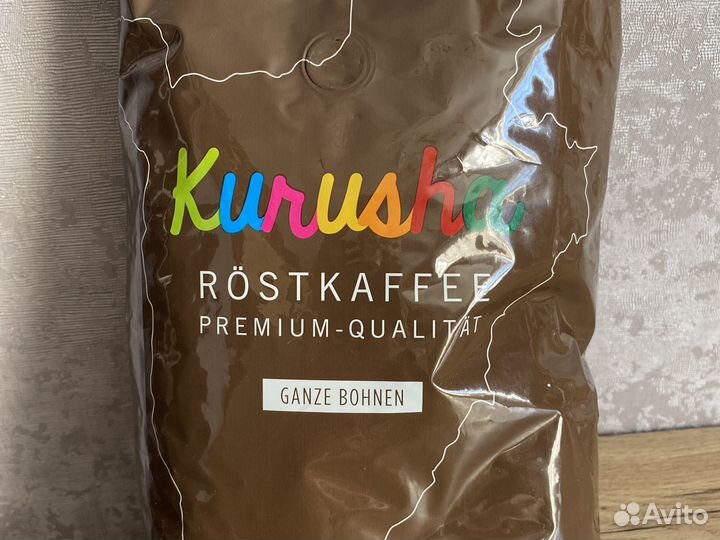 Kurusha
RÖSTKAFFEE
PREMIUM-QUALITÄT
GANZE BOHNEN
Avito